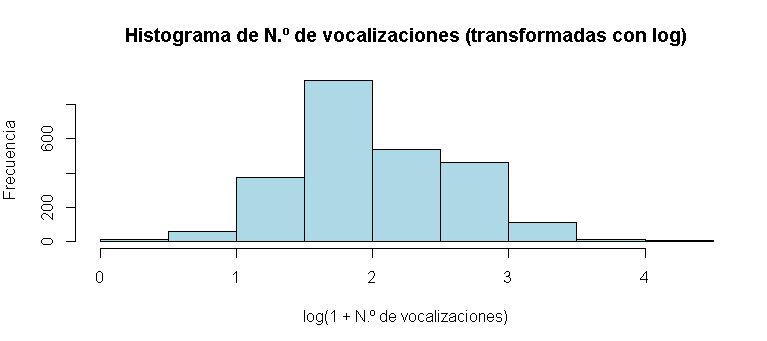 Histograma de N.º de vocalizaciones (transformadas con log)
Frecuencia
600
200
0
0 1 2 3 4
log(1 + N.º de vocalizaciones)